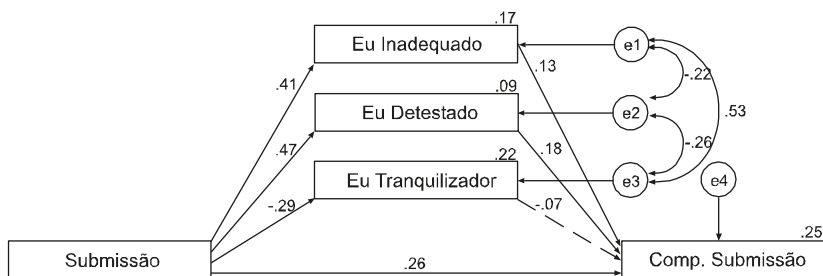 .17
Eu Inadequado
e1
.13
-.22
.41
.09
Eu Detestado
e2
.53
.47
.18
-.26
.22
Eu Tranquilizador
e3
e4
-.29
-.07
.25
Submissão
.26
Comp. Submissão